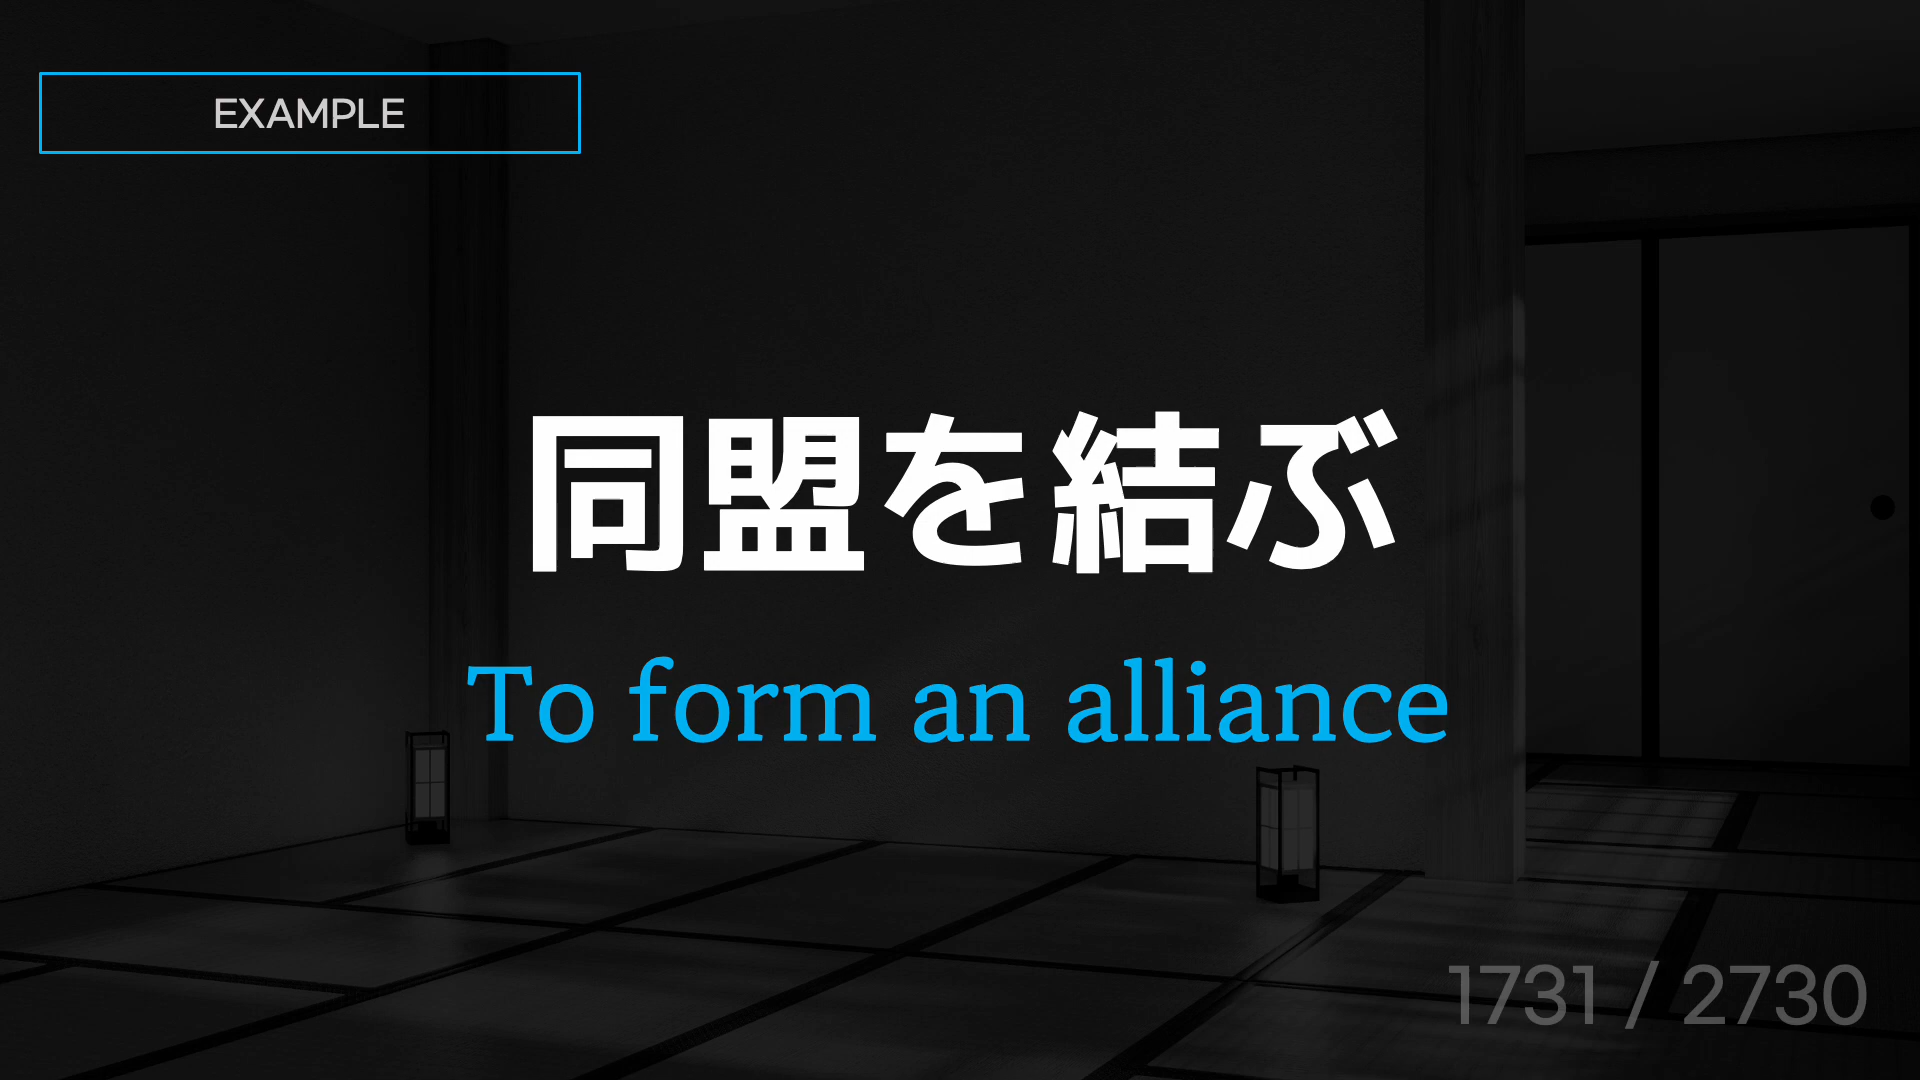 EXAMPLE
同盟を結ぶ
To form an alliance
1731 / 2730